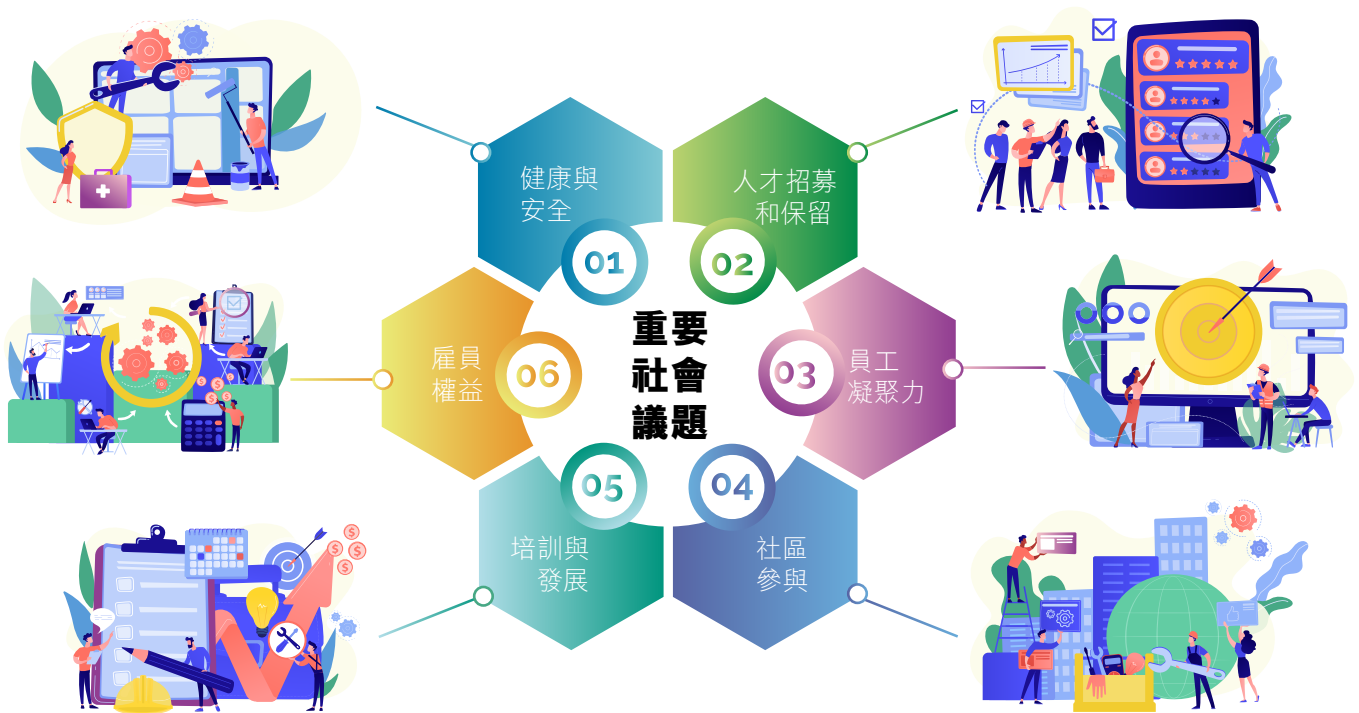 健康與
安全
01
人才招募
和保留
02
重要
社會
議題
員工
凝聚力
03
社區
參與
04
培訓與
發展
05
雇員
權益
06
$
$
$
$
$
$
$
$